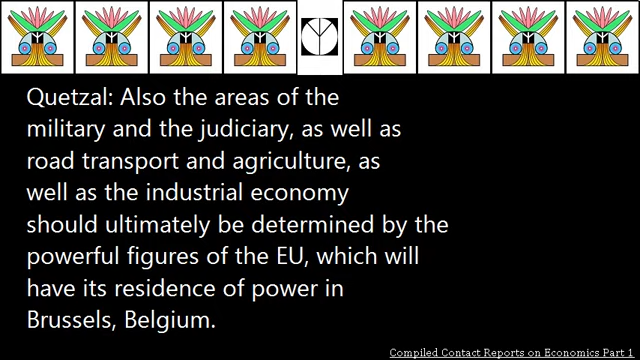 Quetzal: Also the areas of the
military and the judiciary, as well as
road transport and agriculture, as
well as the industrial economy
should ultimately be determined by the
powerful figures of the EU, which will
have its residence of power in
Brussels, Belgium.
Compiled Contact Reports on Economics Part 1